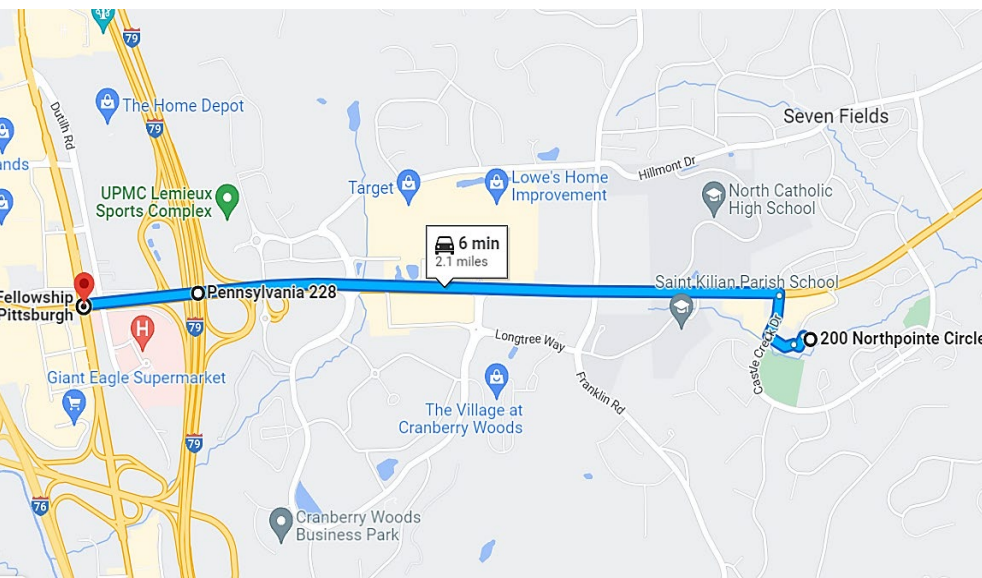 79
Dutilh Rd
The Home Depot
79
ands
Seven Fields
Hillmont Dr
Target
Lowe's Home
Improvement
UPMC Lemieux
Sports Complex
North Catholic
High School
6 min
2.1 miles
Saint Kilian Parish School
Fellowship
Pittsburgh
Pennsylvania 228
H
79
Longtree Way
Castle Creek Dr
200 Northpointe Circle
Giant Eagle Supermarket
Franklin Rd
The Village at
Cranberry Woods
79
76
Cranberry Woods
Business Park